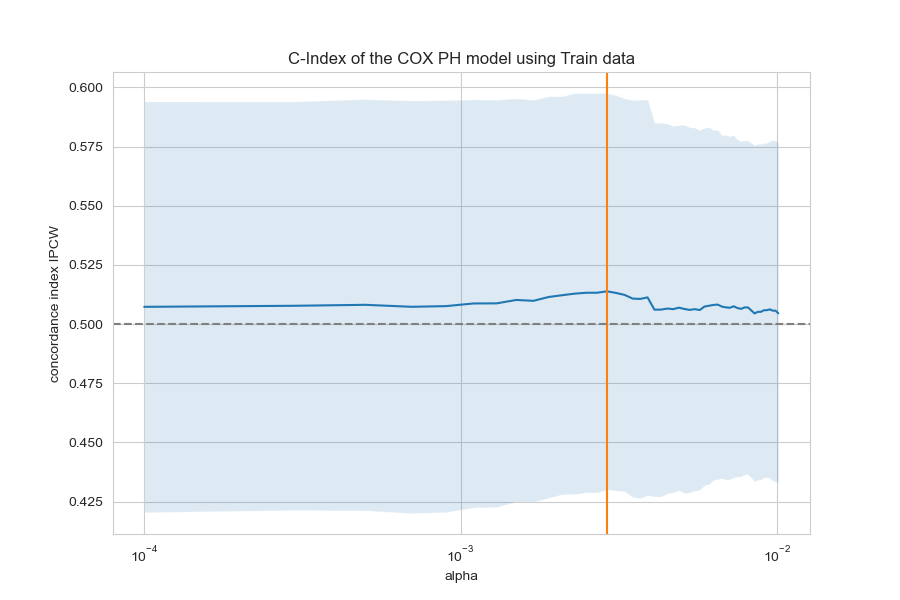 C-Index of the COX PH model using Train data
concordance index IPCW
0.600
0.575
0.550
0.525
0.500
0.475
0.450
0.425
10⁻⁴ 10⁻³ 10⁻²
alpha